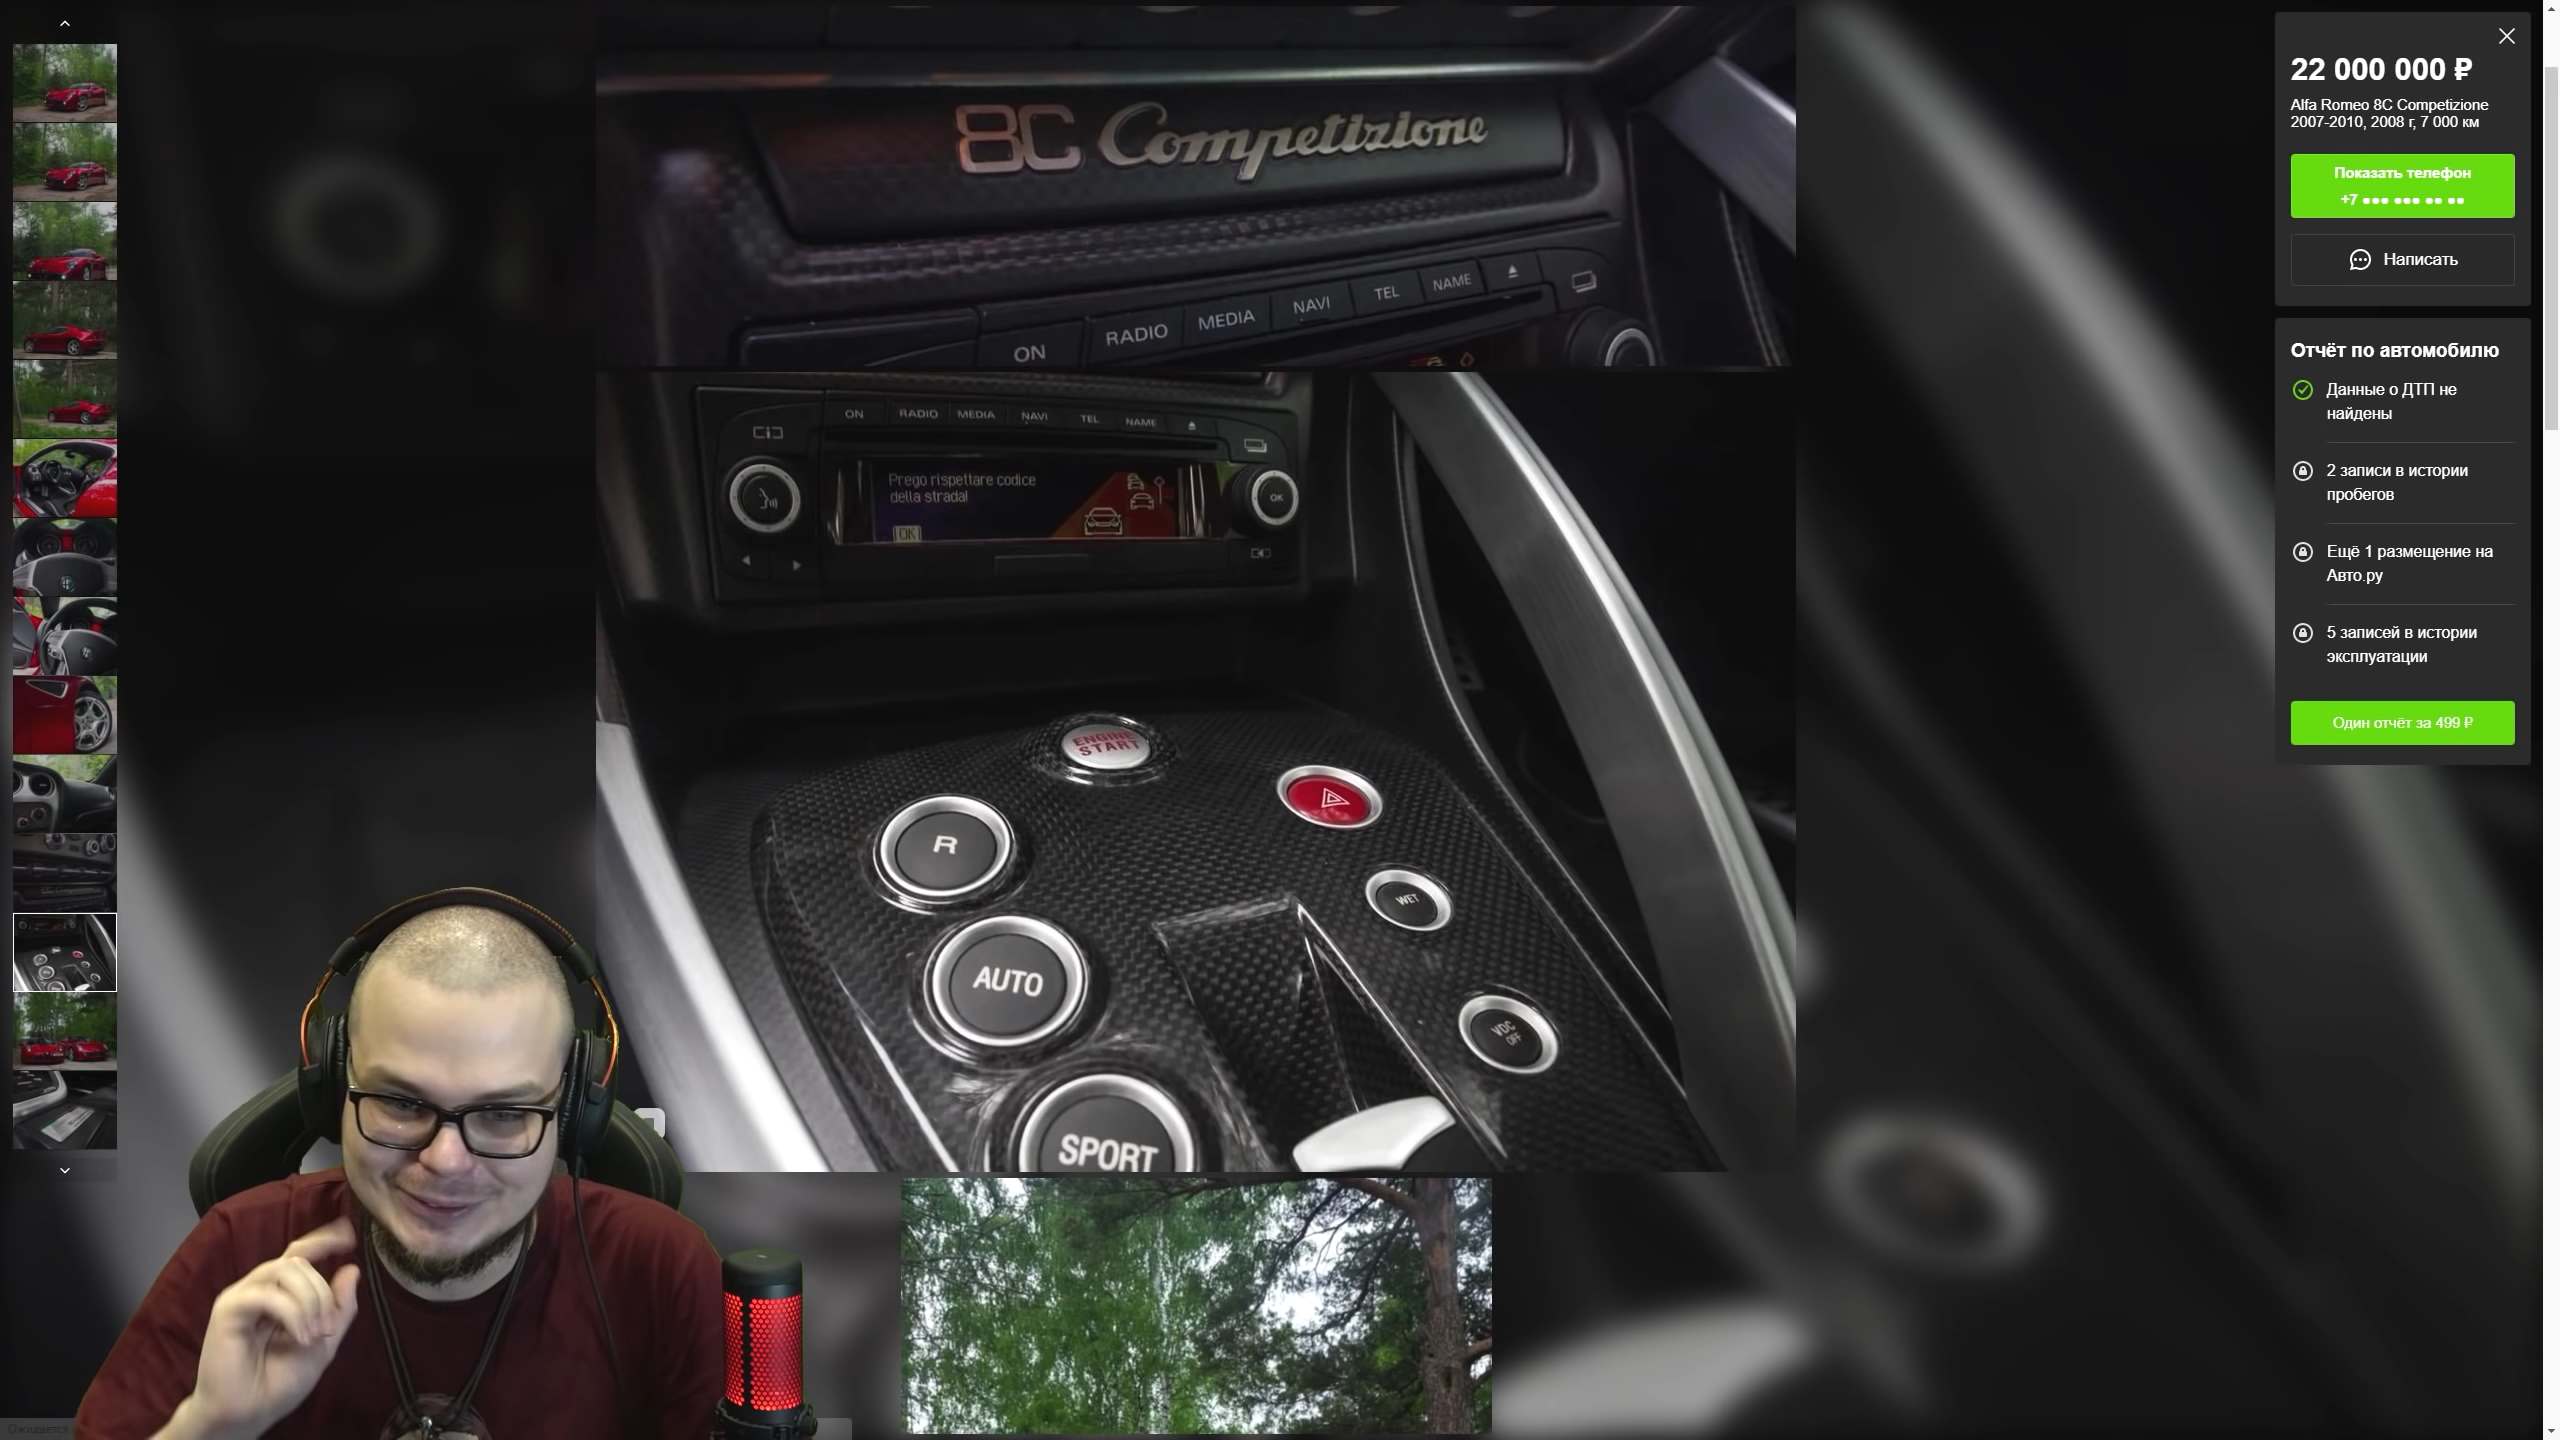 8C Competizione
ON RADIO MEDIA NAVI TEL NAME
ON RADIO MEDIA NAVI TEL NAME
Prego rispettare codice
della strada!
OK
OK
ENGINE
START
R
WET
AUTO
VDC
OFF
SPORT
22 000 000 ₽
Alfa Romeo 8C Competizione
2007-2010, 2008 г, 7 000 км
Показать телефон
+7 ●●● ●●● ●● ●●
Написать
Отчёт по автомобилю
Данные о ДТП не
найдены
2 записи в истории
пробегов
Ещё 1 размещение на
Авто.ру
5 записей в истории
эксплуатации
Один отчёт за 499 ₽
Ожидается